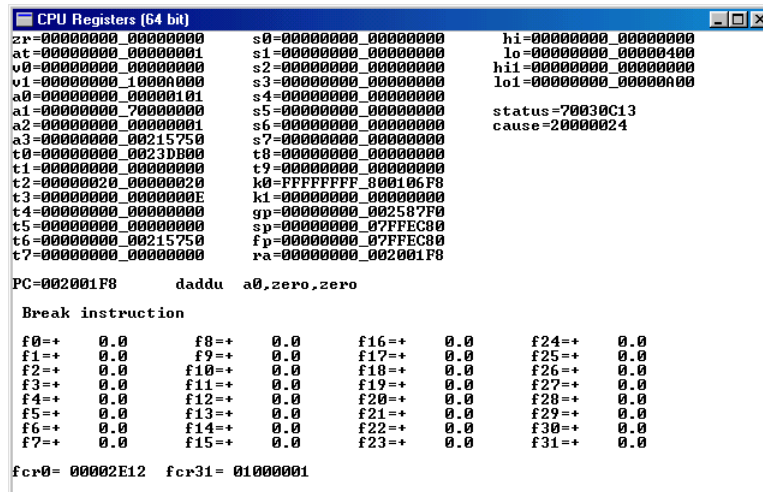 CPU Registers (64 bit)
zr=00000000_00000000 s0=00000000_00000000 hi=00000000_00000000
at=00000000_00000001 s1=00000000_00000000 lo=00000000_00000400
v0=00000000_00000000 s2=00000000_00000000 hi1=00000000_00000000
v1=00000000_1000A000 s3=00000000_00000000 lo1=00000000_00000A00
a0=00000000_00000101 s4=00000000_00000000
a1=00000000_70000000 s5=00000000_00000000 status=70030C13
a2=00000000_00000001 s6=00000000_00000000 cause=20000024
a3=00000000_00215750 s7=00000000_00000000
t0=00000000_0023DB00 t8=00000000_00000000
t1=00000000_00000000 t9=00000000_00000000
t2=00000020_00000020 k0=FFFFFFFF_800106F8
t3=00000000_0000000E k1=00000000_00000000
t4=00000000_00000000 gp=00000000_002587F0
t5=00000000_00000000 sp=00000000_07FFEC80
t6=00000000_00215750 fp=00000000_07FFEC80
t7=00000000_00000000 ra=00000000_002001F8
PC=002001F8 daddu a0,zero,zero
Break instruction
f0=+ 0.0 f8=+ 0.0 f16=+ 0.0 f24=+ 0.0
f1=+ 0.0 f9=+ 0.0 f17=+ 0.0 f25=+ 0.0
f2=+ 0.0 f10=+ 0.0 f18=+ 0.0 f26=+ 0.0
f3=+ 0.0 f11=+ 0.0 f19=+ 0.0 f27=+ 0.0
f4=+ 0.0 f12=+ 0.0 f20=+ 0.0 f28=+ 0.0
f5=+ 0.0 f13=+ 0.0 f21=+ 0.0 f29=+ 0.0
f6=+ 0.0 f14=+ 0.0 f22=+ 0.0 f30=+ 0.0
f7=+ 0.0 f15=+ 0.0 f23=+ 0.0 f31=+ 0.0
fcr0= 00002E12 fcr31= 01000001